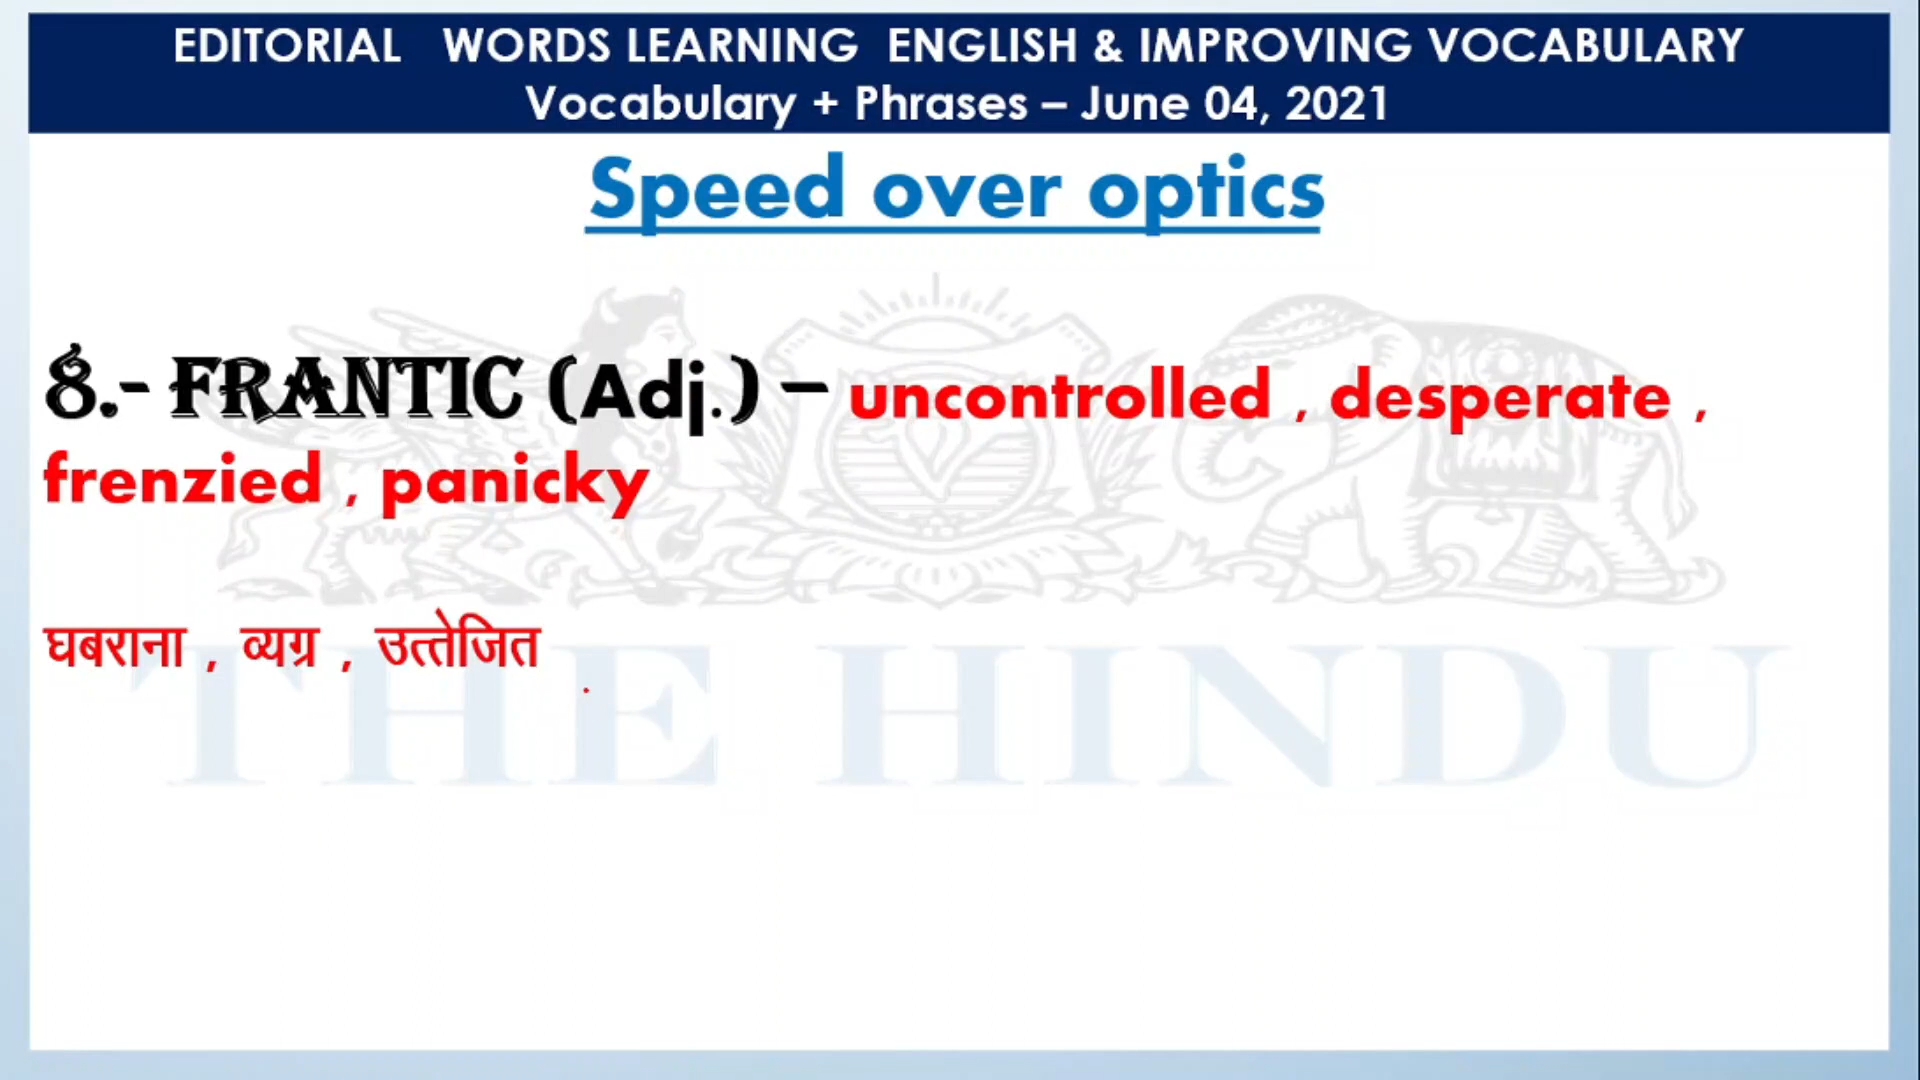 EDITORIAL WORDS LEARNING ENGLISH & IMPROVING VOCABULARY
Vocabulary + Phrases – June 04, 2021
Speed over optics
8.- FRANTIC (Adj.) – uncontrolled , desperate ,
frenzied , panicky
घबराना , व्यग्र , उत्तेजित
THE HINDU